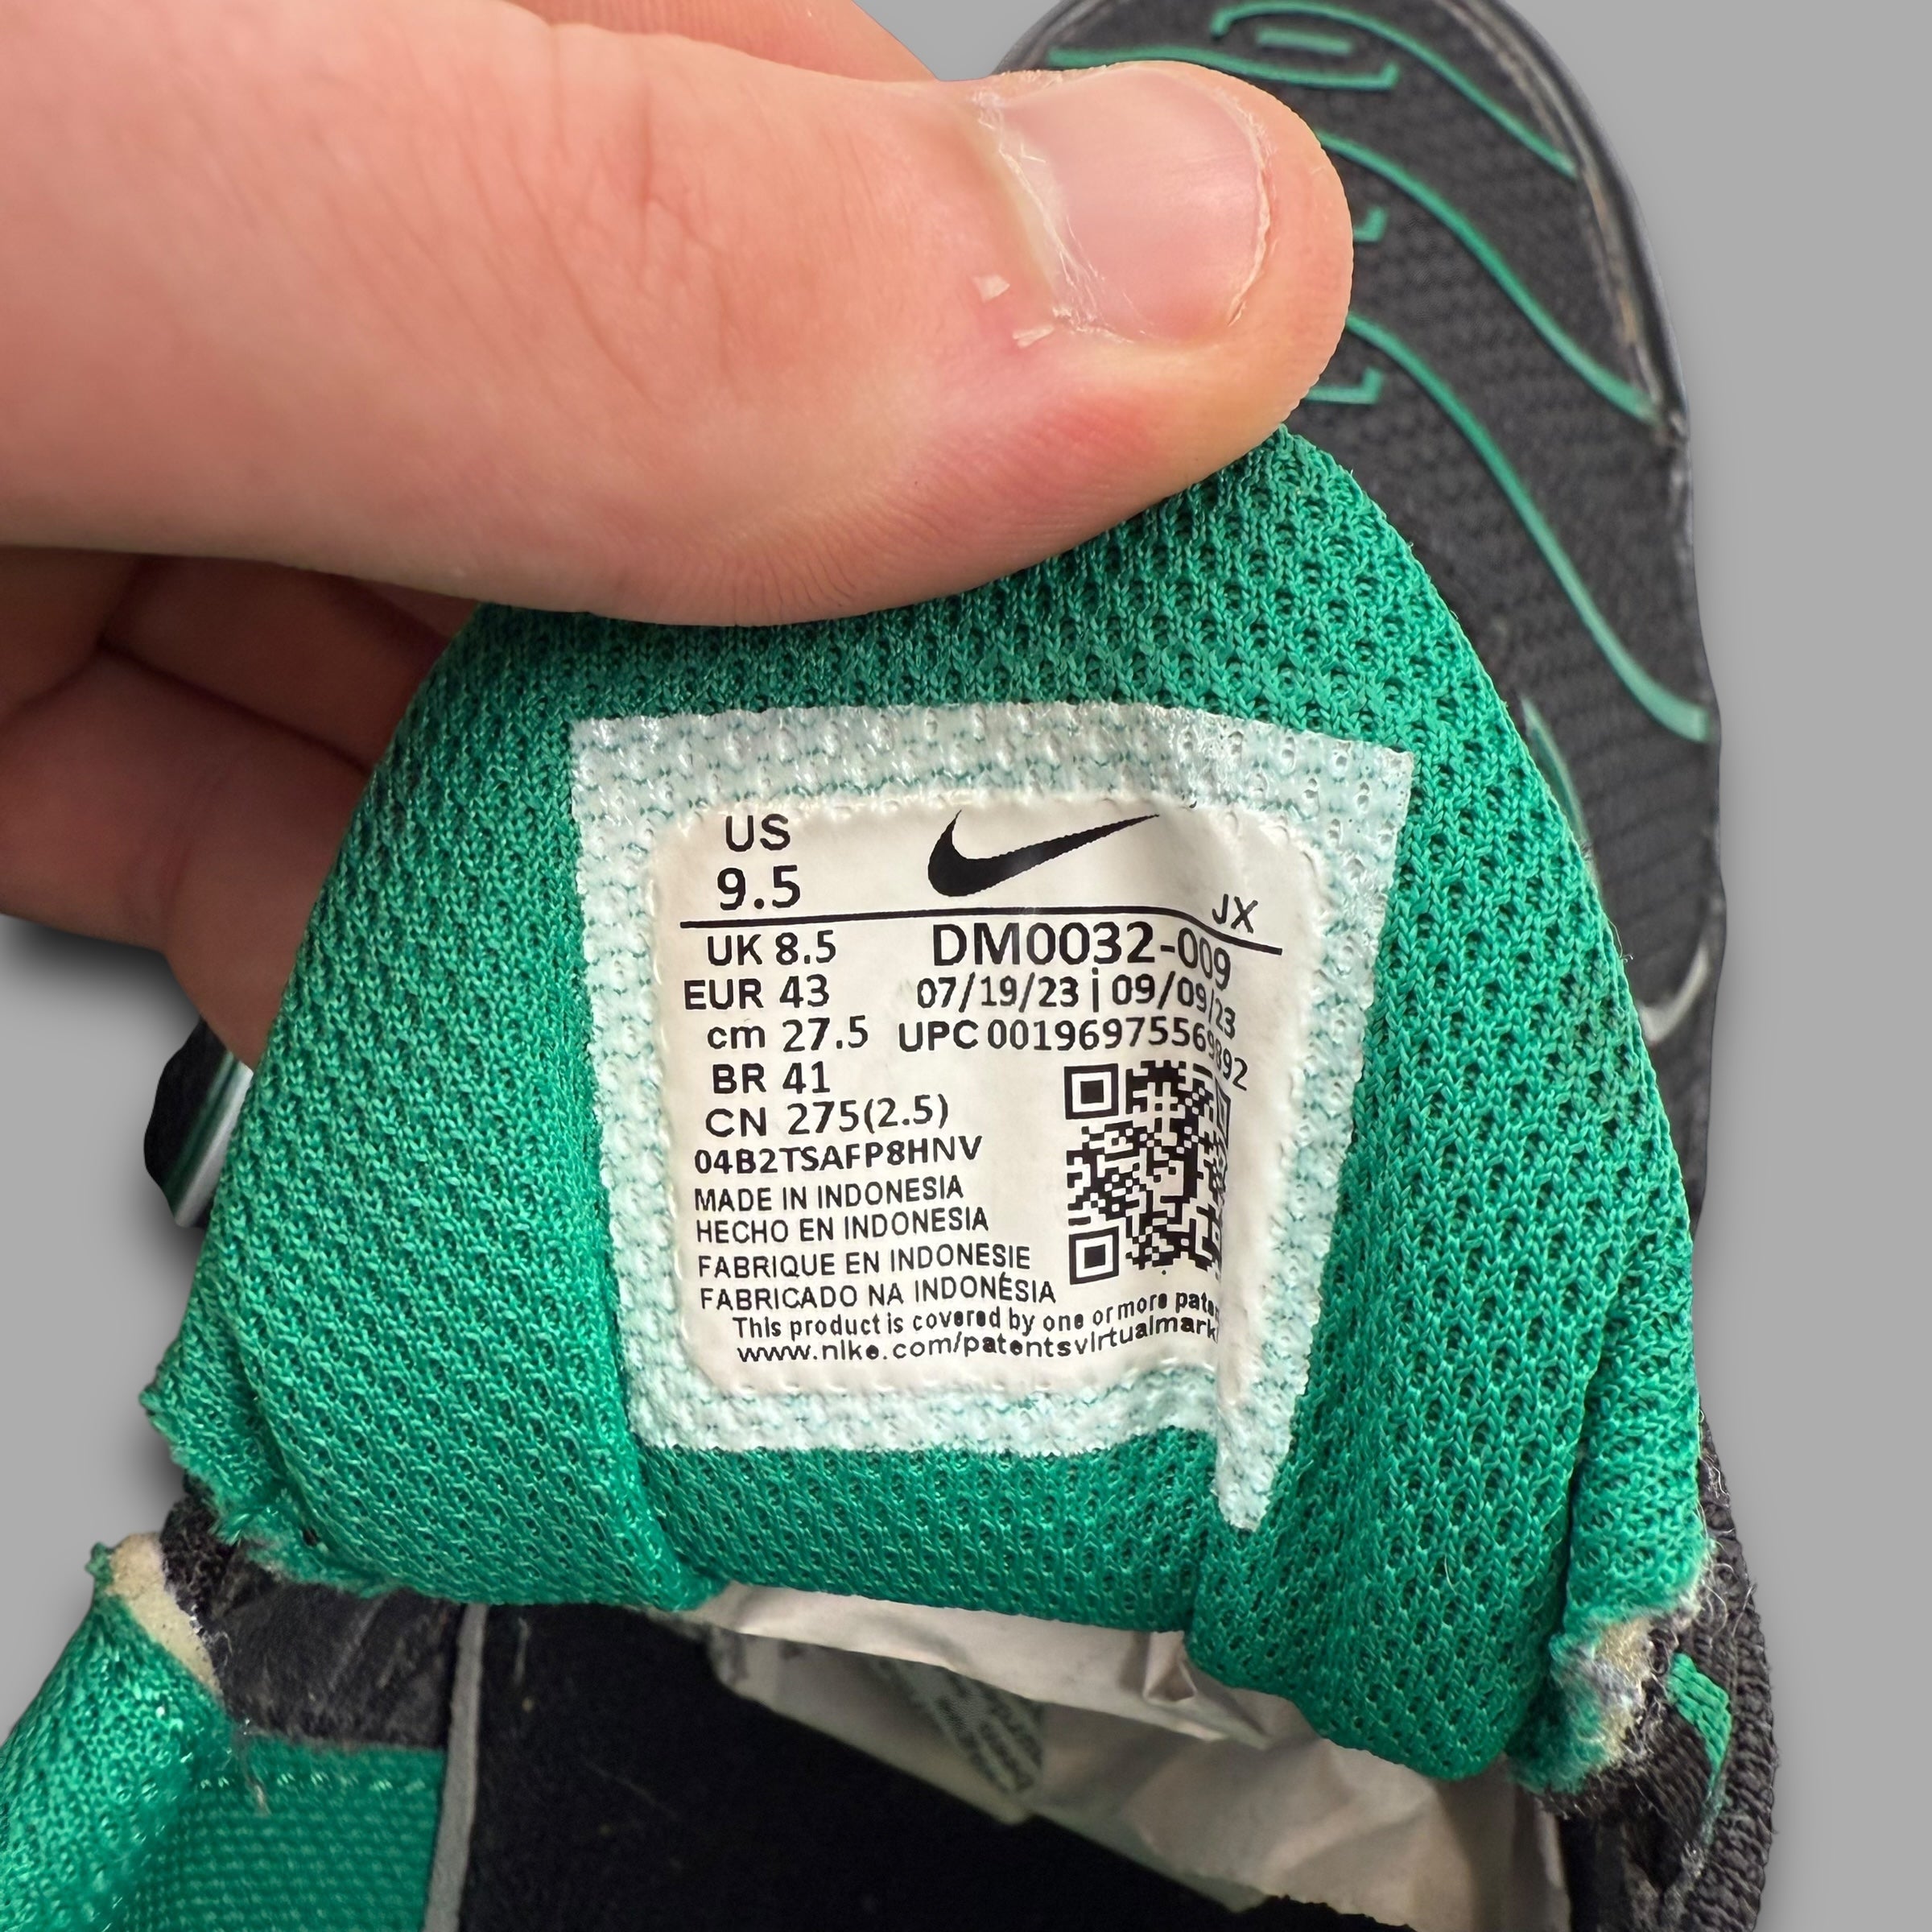 US
9.5
JX
UK 8.5
DM0032-009
EUR 43
07/19/23 | 09/09/23
cm 27.5
UPC 00196975569892
BR 41
CN 275(2.5)
04B2TSAFP8HNV
MADE IN INDONESIA
HECHO EN INDONESIA
FABRIQUE EN INDONESIE
FABRICADO NA INDONÉSIA
This product is covered by one or more
www.nike.com/patentsvirtualmark